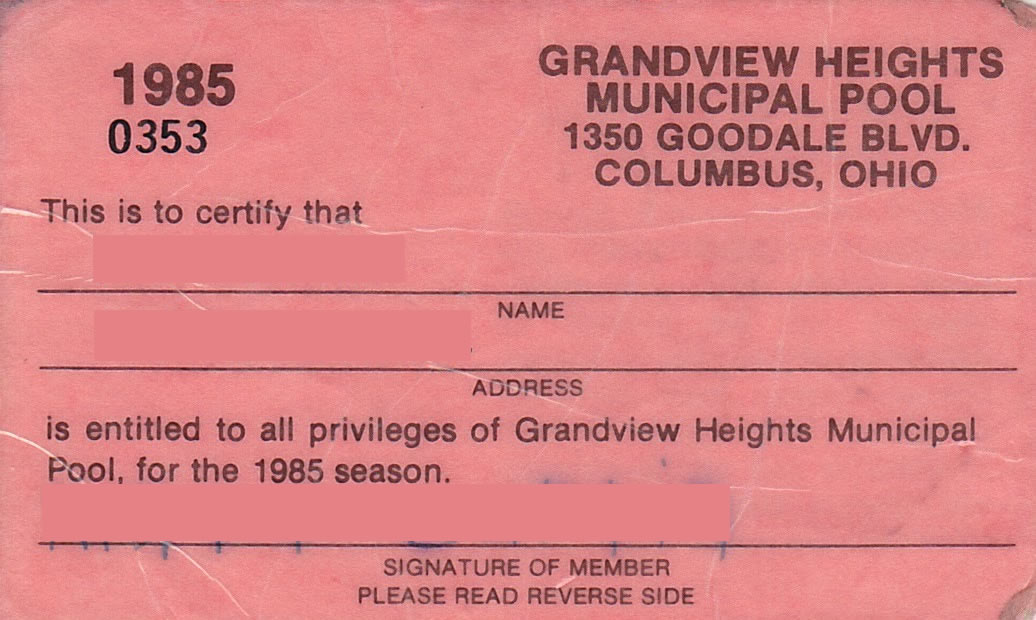 1985
0353
GRANDVIEW HEIGHTS
MUNICIPAL POOL
1350 GOODALE BLVD.
COLUMBUS, OHIO
This is to certify that
NAME
ADDRESS
is entitled to all privileges of Grandview Heights Municipal
Pool, for the 1985 season.
SIGNATURE OF MEMBER
PLEASE READ REVERSE SIDE